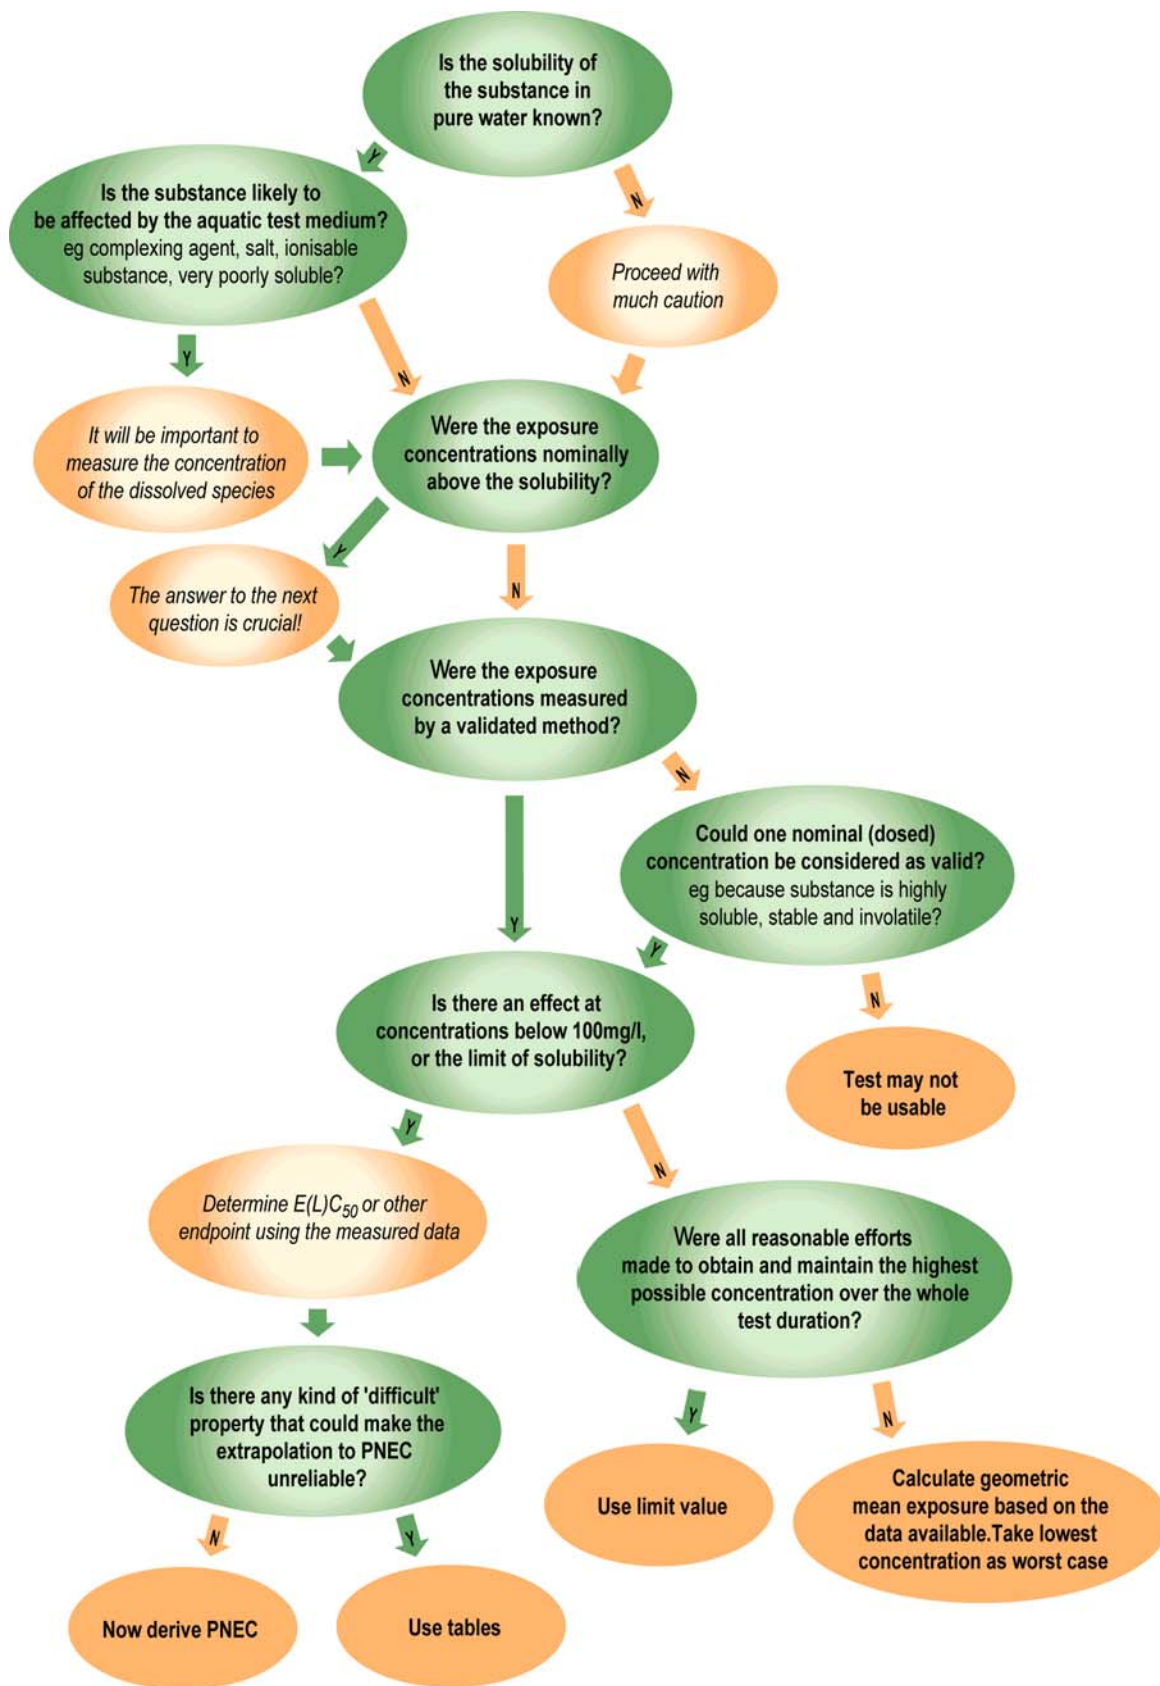 Is the solubility of
the substance in
pure water known?
Y
N
Is the substance likely to
be affected by the aquatic test medium?
eg complexing agent, salt, ionisable
substance, very poorly soluble?
Proceed with
much caution
Y
N
It will be important to
measure the concentration
of the dissolved species
Were the exposure
concentrations nominally
above the solubility?
Y
N
The answer to the next
question is crucial!
Were the exposure
concentrations measured
by a validated method?
N
Y
Could one nominal (dosed)
concentration be considered as valid?
eg because substance is highly
soluble, stable and involatile?
Y
N
Is there an effect at
concentrations below 100mg/l,
or the limit of solubility?
Test may not
be usable
Y
N
Determine E(L)C50 or other
endpoint using the measured data
Were all reasonable efforts
made to obtain and maintain the highest
possible concentration over the whole
test duration?
Is there any kind of 'difficult'
property that could make the
extrapolation to PNEC
unreliable?
Y
N
Use limit value
Calculate geometric
mean exposure based on the
data available.Take lowest
concentration as worst case
N
Y
Now derive PNEC
Use tables